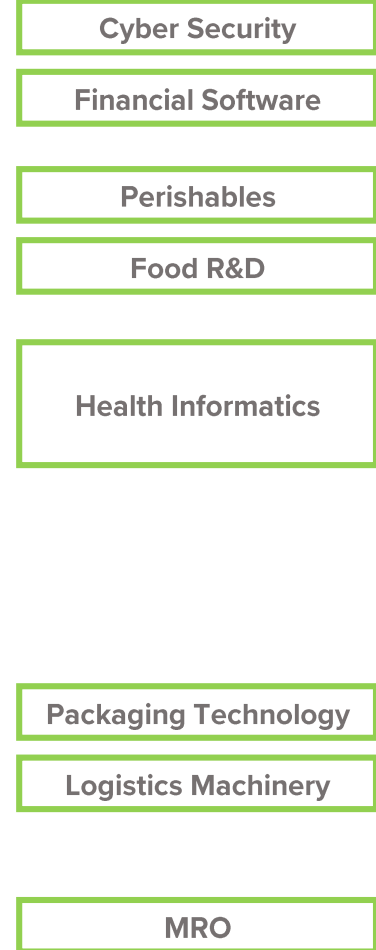 Cyber Security
Financial Software
Perishables
Food R&D
Health Informatics
Packaging Technology
Logistics Machinery
MRO